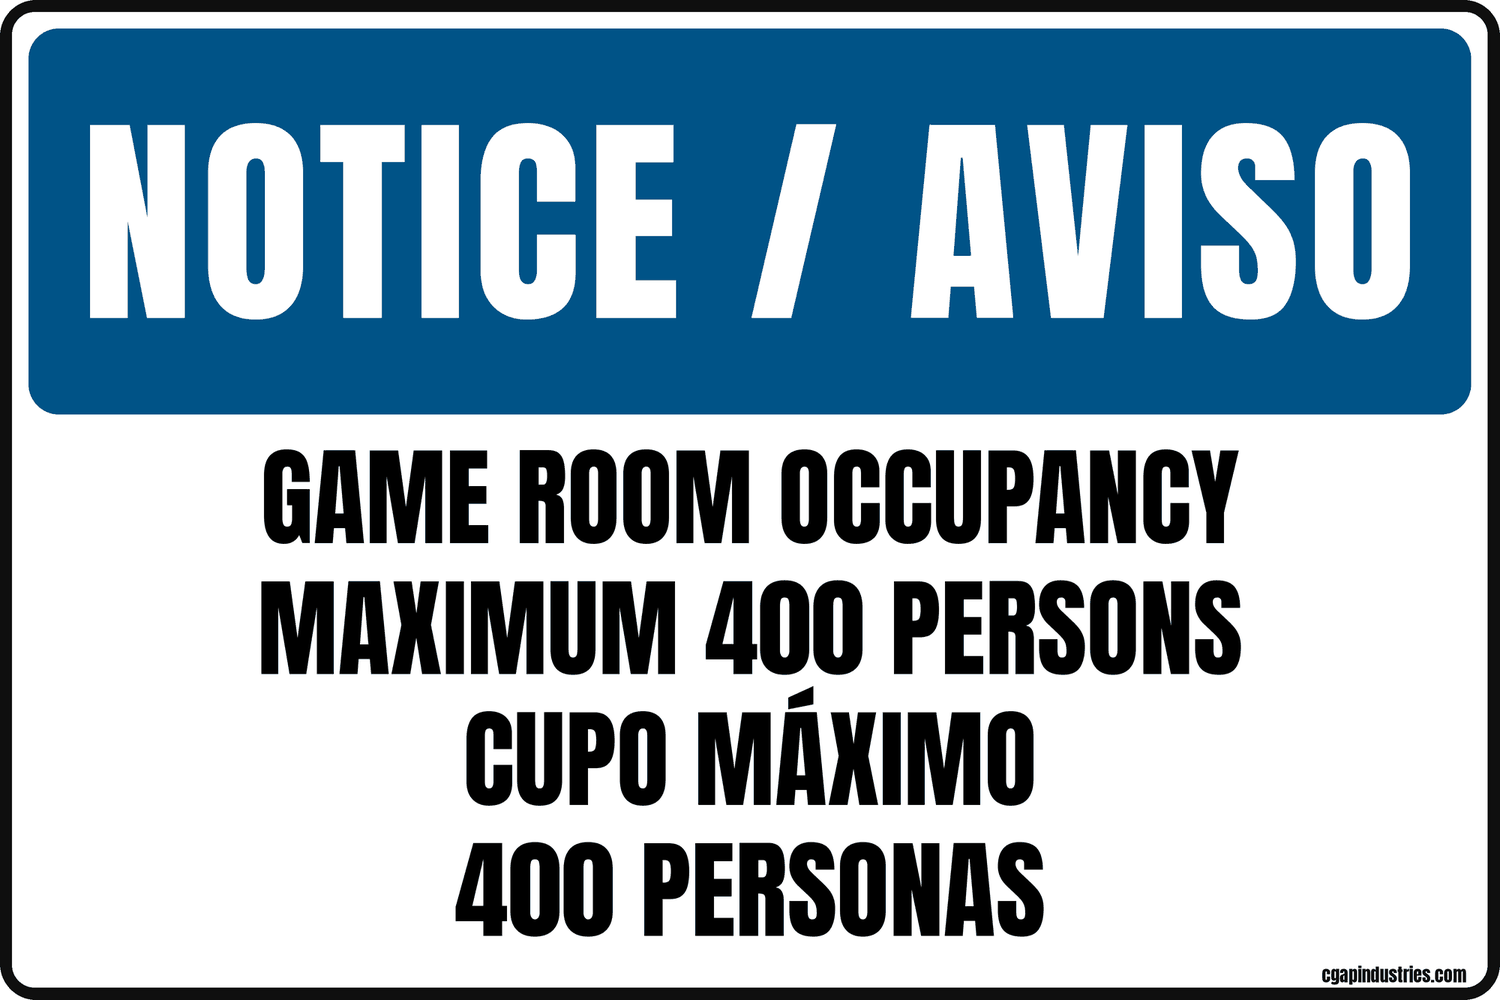 NOTICE / AVISO
GAME ROOM OCCUPANCY
MAXIMUM 400 PERSONS
CUPO MÁXIMO
400 PERSONAS
cgapindustries.com